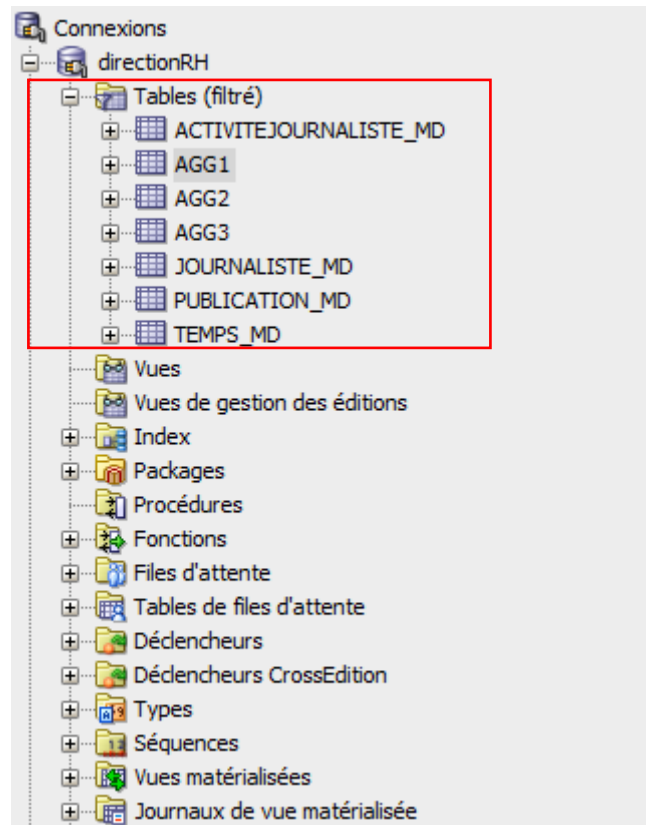 Connexions
directionRH
Tables (filtré)
ACTIVITEJOURNALISTE_MD
AGG1
AGG2
AGG3
JOURNALISTE_MD
PUBLICATION_MD
TEMPS_MD
Vues
Vues de gestion des éditions
Index
Packages
Procédures
Fonctions
Files d'attente
Tables de files d'attente
Déclencheurs
Déclencheurs CrossEdition
Types
Séquences
Vues matérialisées
Journaux de vue matérialisée